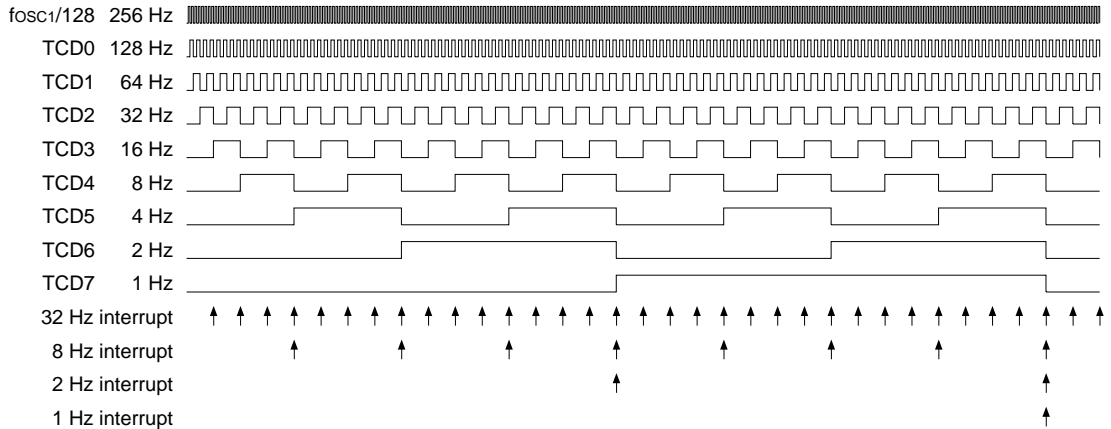 fOSC1/128 256 Hz
TCD0 128 Hz
TCD1 64 Hz
TCD2 32 Hz
TCD3 16 Hz
TCD4 8 Hz
TCD5 4 Hz
TCD6 2 Hz
TCD7 1 Hz
32 Hz interrupt
8 Hz interrupt
2 Hz interrupt
1 Hz interrupt